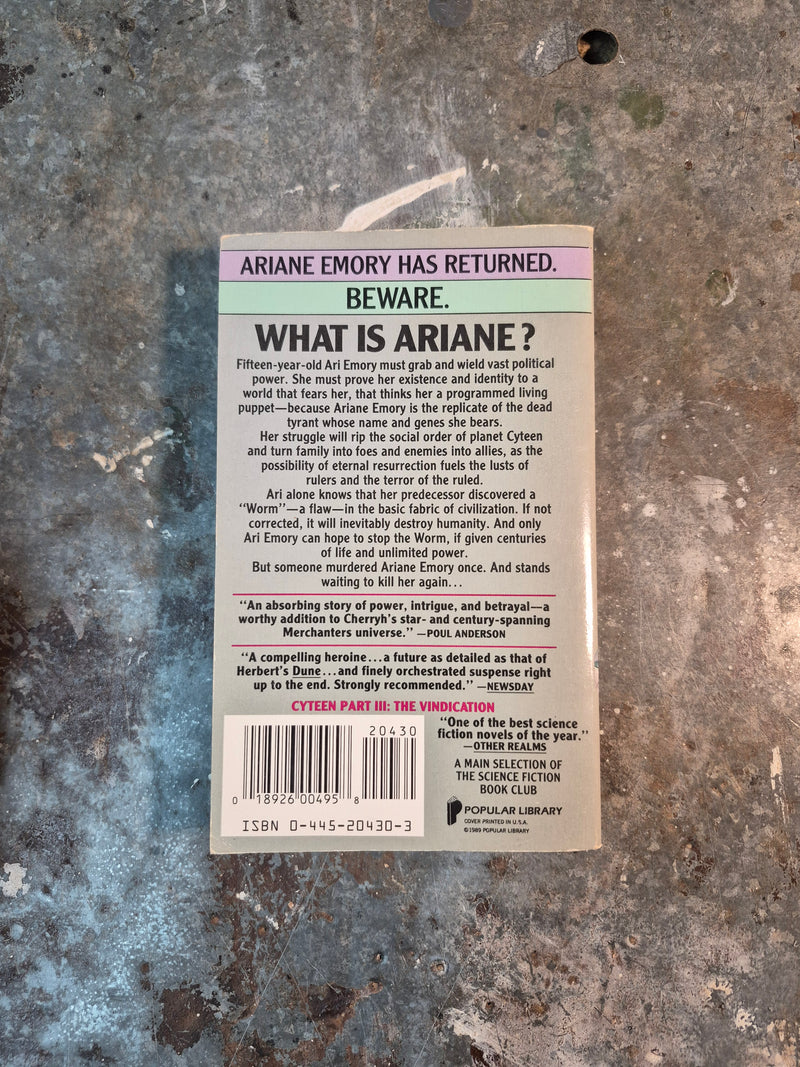 ARIANE EMORY HAS RETURNED.
BEWARE.
WHAT IS ARIANE?
Fifteen-year-old Ari Emory must grab and wield vast political
power. She must prove her existence and identity to a
world that fears her, that thinks her a programmed living
puppet—because Ariane Emory is the replicate of the dead
tyrant whose name and genes she bears.
Her struggle will rip the social order of planet Cyteen
and turn family into foes and enemies into allies, as the
possibility of eternal resurrection fuels the lusts of
rulers and the terror of the ruled.
Ari alone knows that her predecessor discovered a
"Worm"—a flaw—in the basic fabric of civilization. If not
corrected, it will inevitably destroy humanity. And only
Ari Emory can hope to stop the Worm, if given centuries
of life and unlimited power.
But someone murdered Ariane Emory once. And stands
waiting to kill her again...
"An absorbing story of power, intrigue, and betrayal—a
worthy addition to Cherryh's star- and century-spanning
Merchanters universe." —POUL ANDERSON
"A compelling heroine...a future as detailed as that of
Herbert's Dune...and finely orchestrated suspense right
up to the end. Strongly recommended." —NEWSDAY
CYTEEN PART III: THE VINDICATION
20430
0 18926 00495 8
ISBN 0-445-20430-3
"One of the best science
fiction novels of the year."
—OTHER REALMS
A MAIN SELECTION OF
THE SCIENCE FICTION
BOOK CLUB
POPULAR LIBRARY
COVER PRINTED IN U.S.A.
©1989 POPULAR LIBRARY